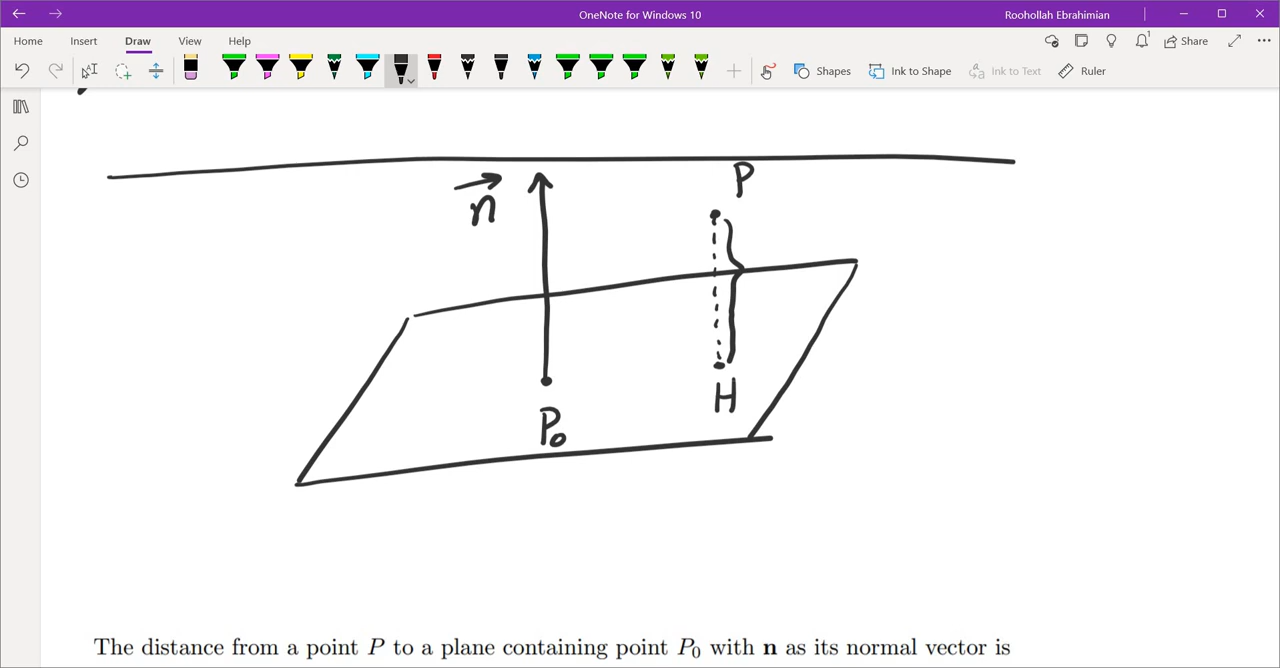 OneNote for Windows 10
Roohollah Ebrahimian
Home Insert Draw View Help
Share
Shapes Ink to Shape Ink to Text Ruler
P
n
P₀
H
The distance from a point P to a plane containing point P₀ with n as its normal vector is